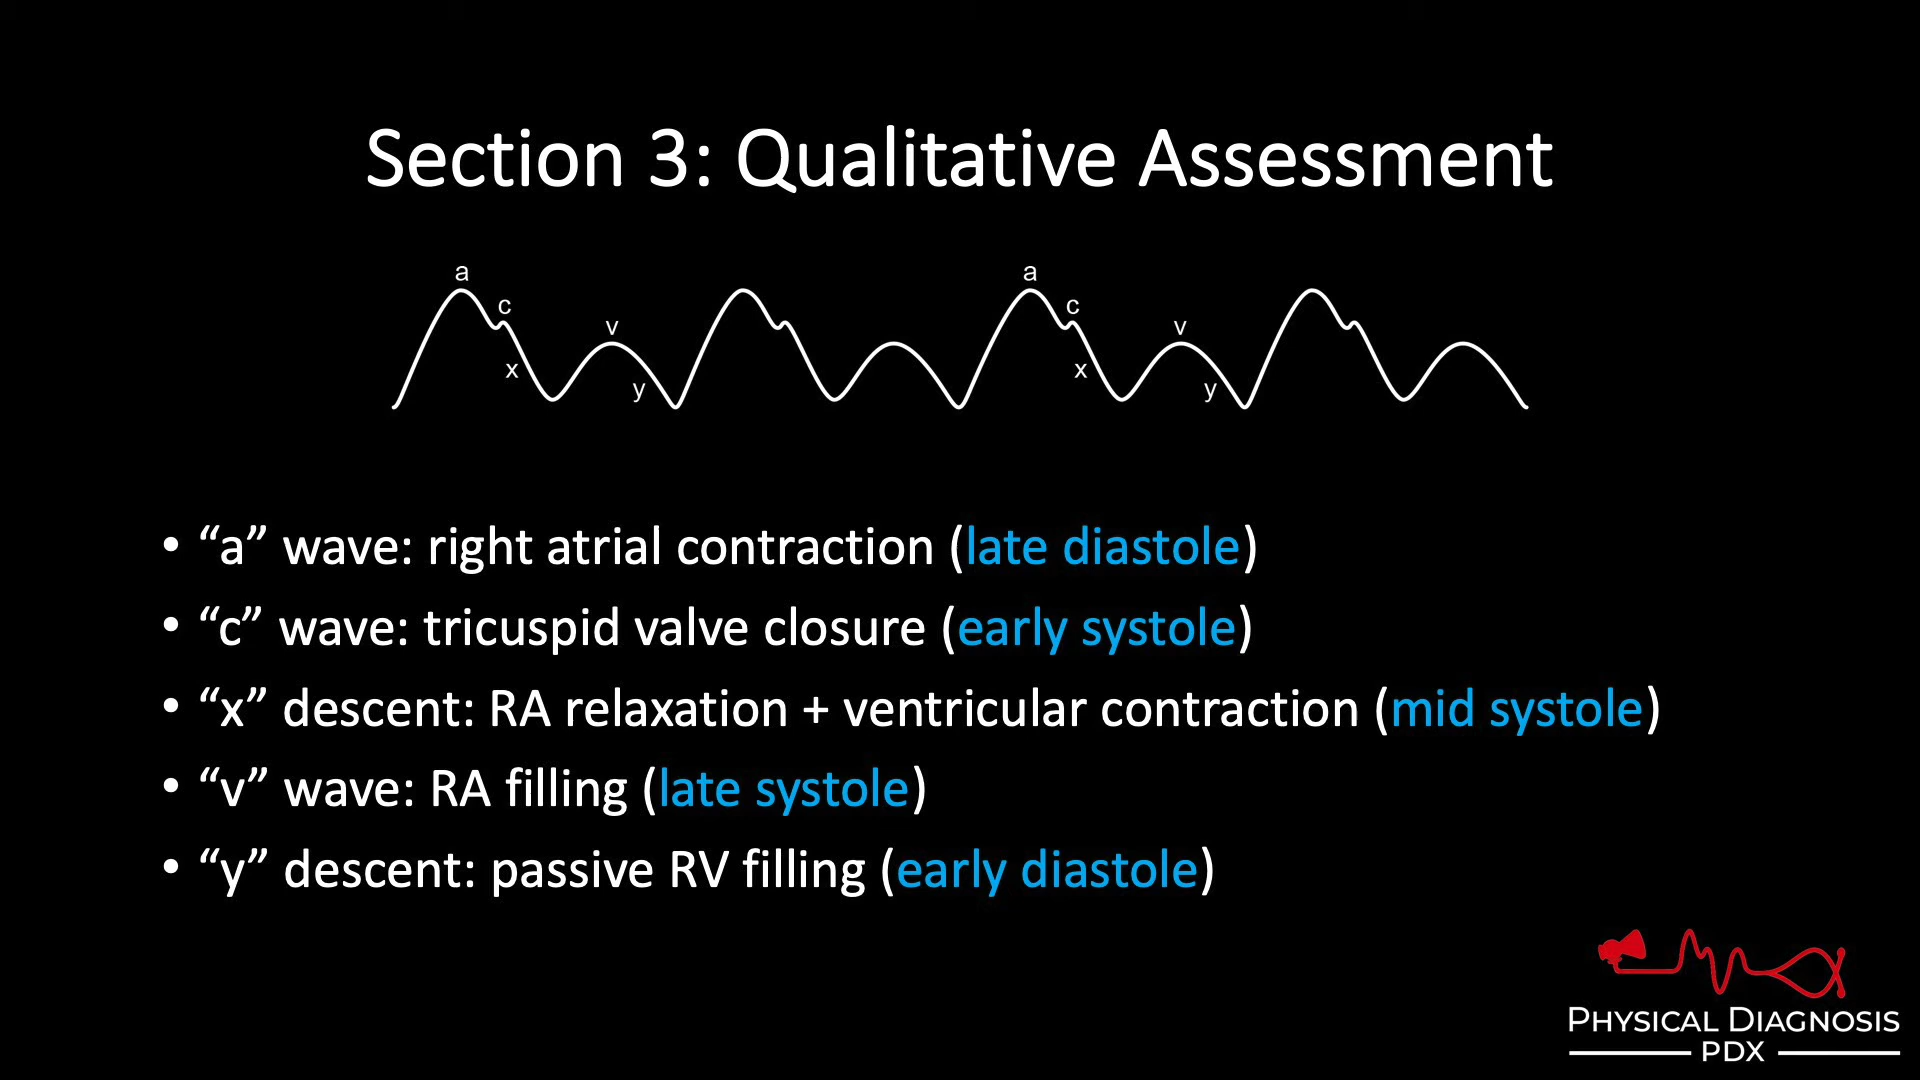 Section 3: Qualitative Assessment
a
a
c
c
v
v
x
x
y
y
• “a” wave: right atrial contraction (late diastole)
• “c” wave: tricuspid valve closure (early systole)
• “x” descent: RA relaxation + ventricular contraction (mid systole)
• “v” wave: RA filling (late systole)
• “y” descent: passive RV filling (early diastole)
PHYSICAL DIAGNOSIS
PDX